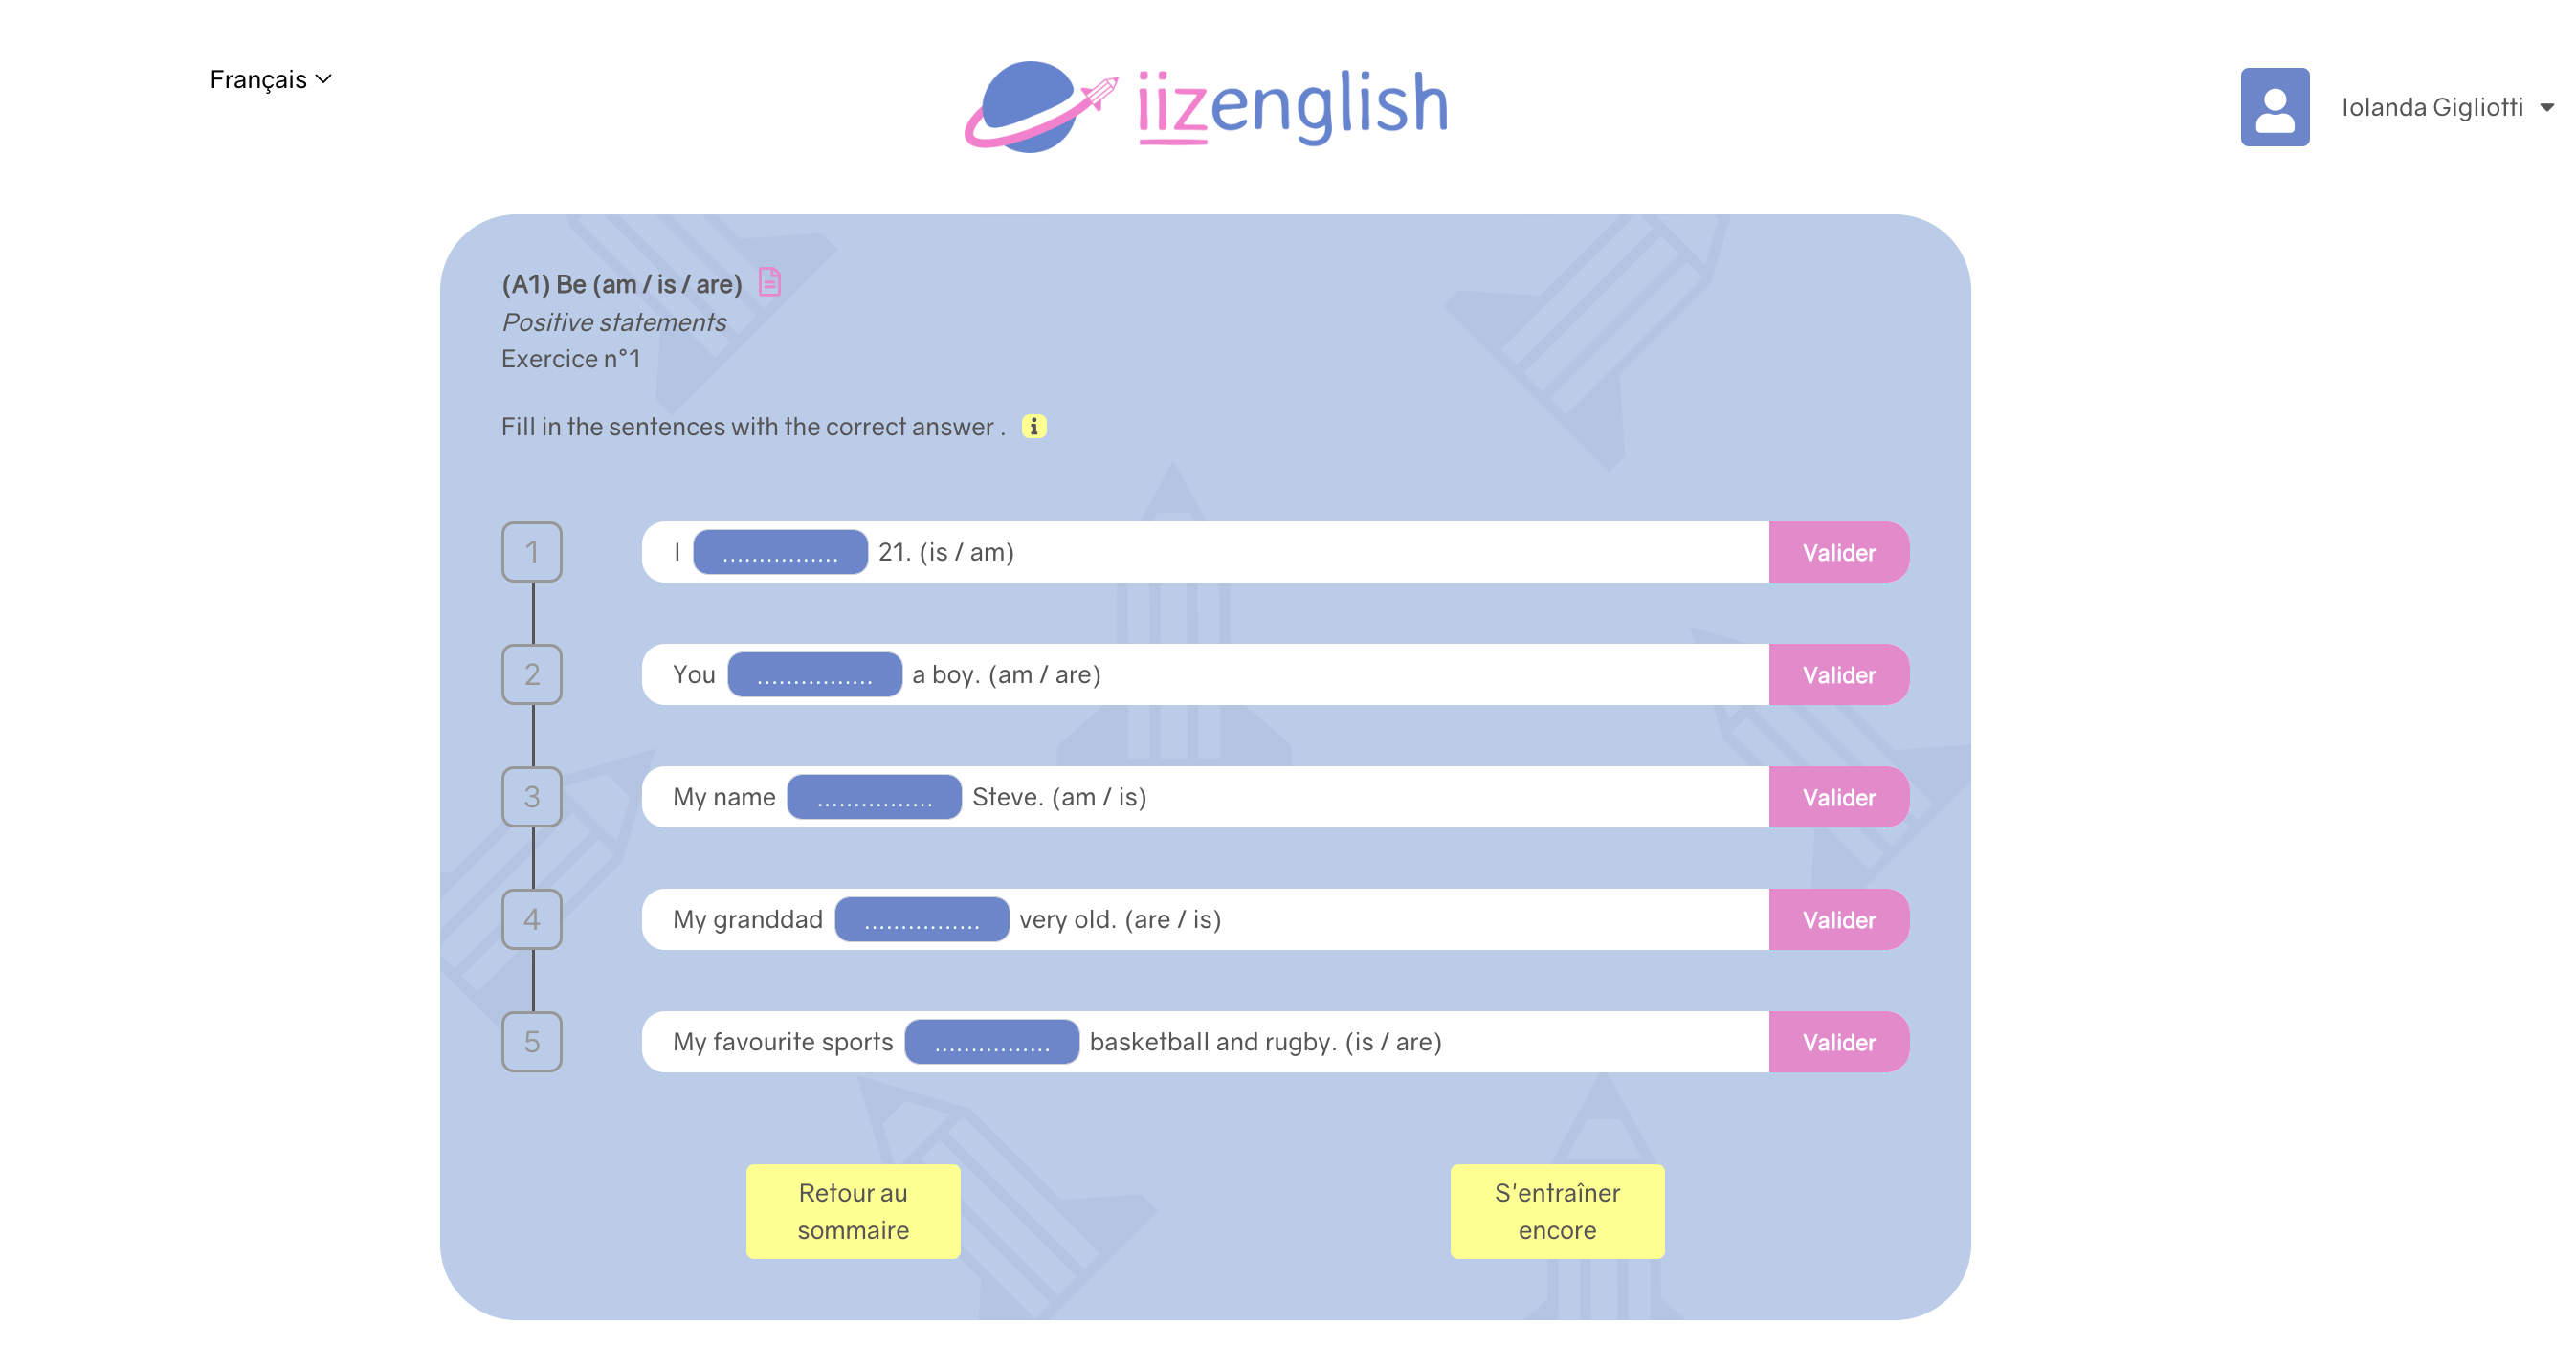 Français
iizenglish
Iolanda Gigliotti
(A1) Be (am / is / are)
Positive statements
Exercice n°1
Fill in the sentences with the correct answer .
1 I ................ 21. (is / am) Valider
2 You ................ a boy. (am / are) Valider
3 My name ................ Steve. (am / is) Valider
4 My granddad ................ very old. (are / is) Valider
5 My favourite sports ................ basketball and rugby. (is / are) Valider
Retour au
sommaire
S'entraîner
encore